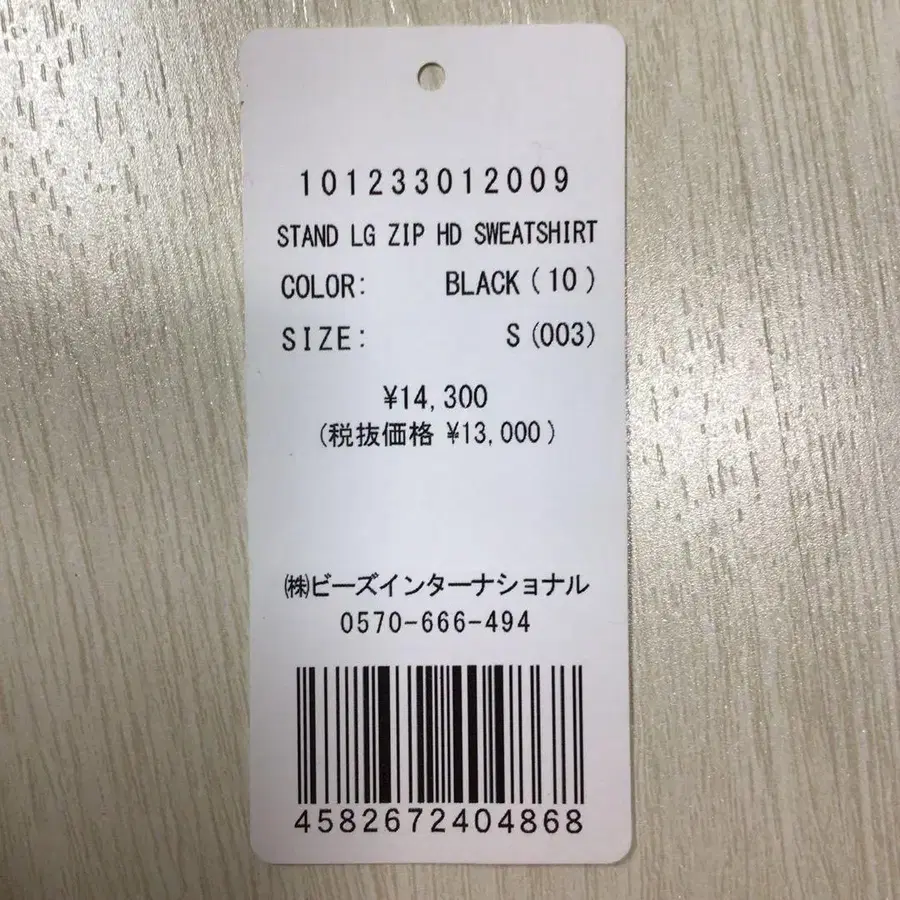 101233012009
STAND LG ZIP HD SWEATSHIRT
COLOR: BLACK(10)
SIZE: S(003)
¥14,300
(税抜価格 ¥13,000)
㈱ビーズインターナショナル
0570-666-494
4582672404868